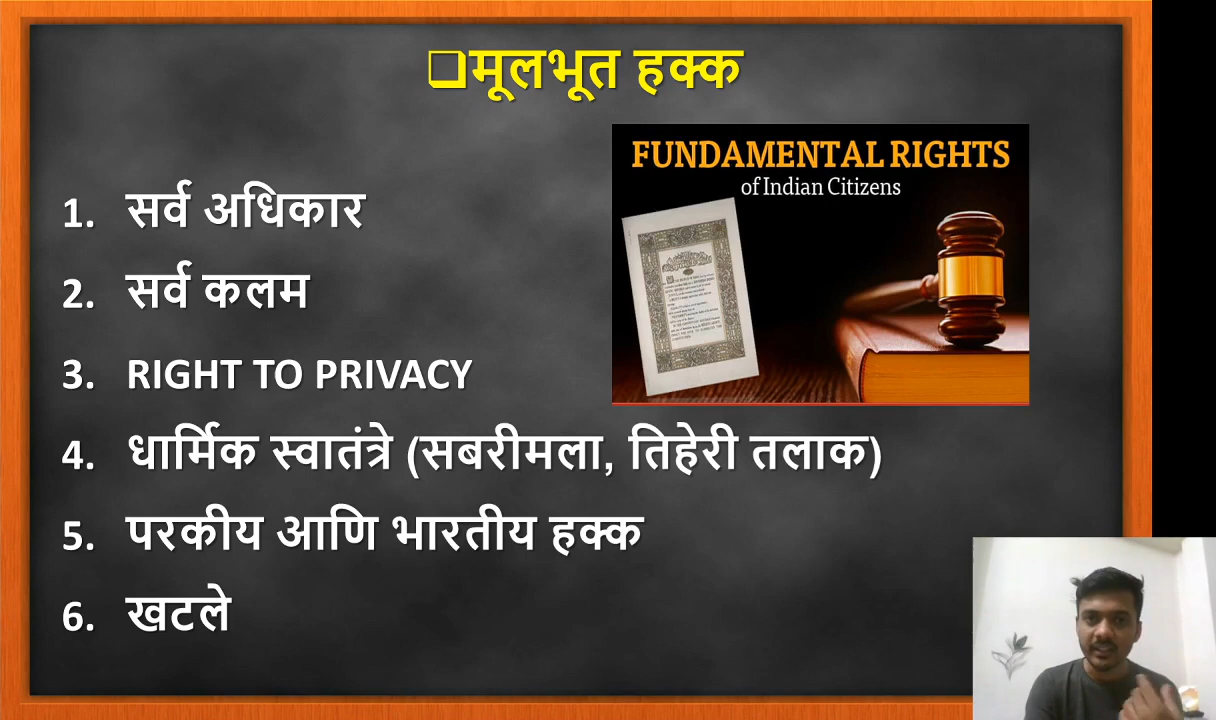 ❑मूलभूत हक्क
FUNDAMENTAL RIGHTS
of Indian Citizens
1. सर्व अधिकार
2. सर्व कलम
3. RIGHT TO PRIVACY
4. धार्मिक स्वातंत्रे (सबरीमला, तिहेरी तलाक)
5. परकीय आणि भारतीय हक्क
6. खटले